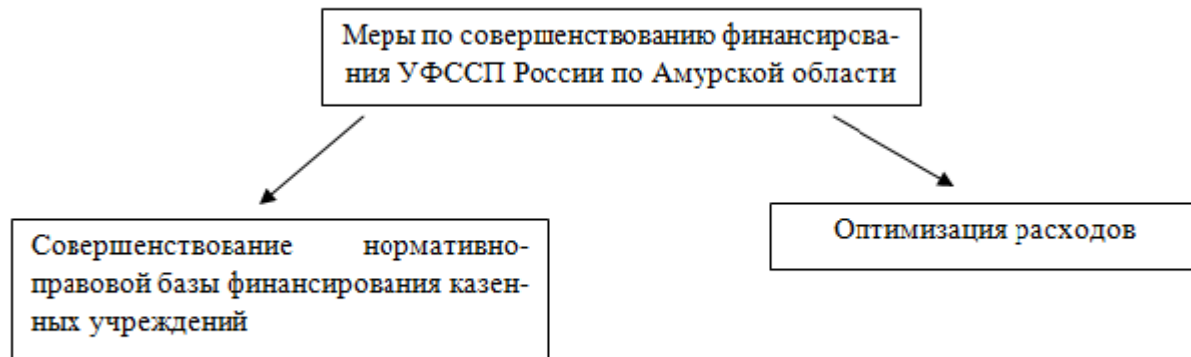 Меры по совершенствованию финансирова-
ния УФССП России по Амурской области
Совершенствование нормативно-
правовой базы финансирования казен-
ных учреждений
Оптимизация расходов